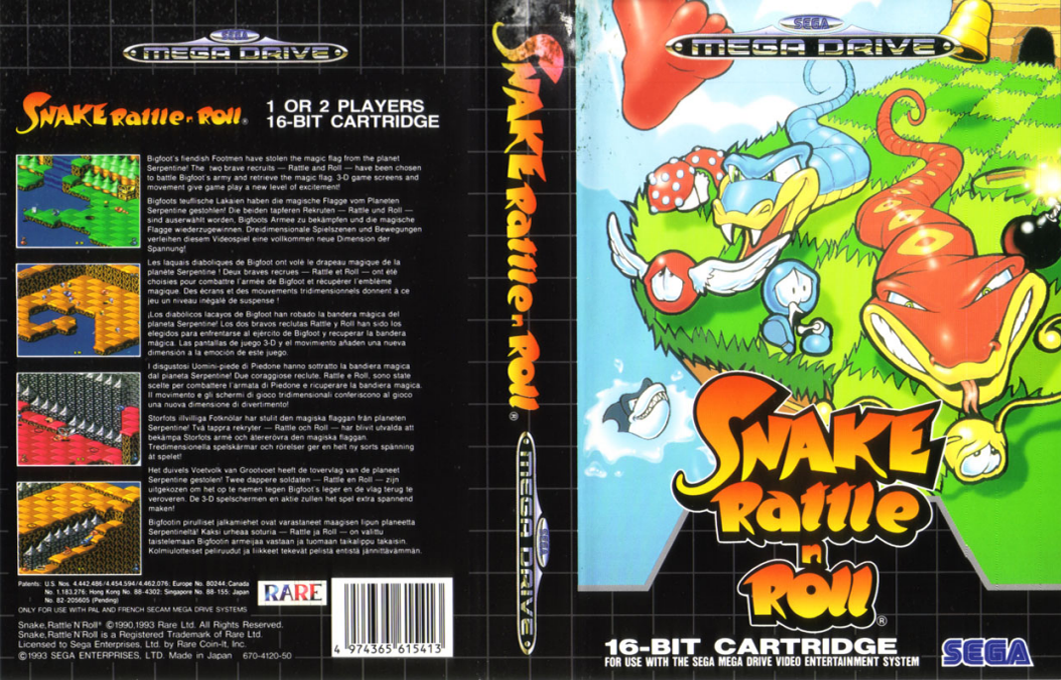 SEGA
MEGA DRIVE
SNAKE Rattle n Roll®
1 OR 2 PLAYERS
16-BIT CARTRIDGE
Bigfoot's fiendish Footmen have stolen the magic flag from the planet
Serpentine! The two brave recruits — Rattle and Roll — have been chosen
to battle Bigfoot's army and retrieve the magic flag. 3-D game screens and
movement give game play a new level of excitement!
Bigfoots teuflische Lakaien haben die magische Flagge vom Planeten
Serpentine gestohlen! Die beiden tapferen Rekruten — Rattle und Roll —
sind auserwählt worden, Bigfoots Armee zu bekämpfen und die magische
Flagge wiederzugewinnen. Dreidimensionale Spielszenen und Bewegungen
verleihen diesem Videospiel eine vollkommen neue Dimension der
Spannung!
Les laquais diaboliques de Bigfoot ont volé le drapeau magique de la
planète Serpentine ! Deux braves recrues — Rattle et Roll — ont été
choisies pour combattre l'armée de Bigfoot et récupérer l'emblème
magique. Des écrans et des mouvements tridimensionnels donnent à ce
jeu un niveau inégalé de suspense !
¡Los diabólicos lacayos de Bigfoot han robado la bandera mágica del
planeta Serpentine! Los dos bravos reclutas Rattle y Roll han sido los
elegidos para enfrentarse al ejército de Bigfoot y recuperar la bandera
mágica. Las pantallas de juego 3-D y el movimiento añaden una nueva
dimensión a la emoción de este juego.
I disgustosi Uomini-piede di Piedone hanno sottratto la bandiera magica
dal pianeta Serpentine! Due coraggiose reclute, Rattle e Roll, sono state
scelte per combattere l'armata di Piedone e ricuperare la bandiera magica.
Il movimento e gli schermi di gioco tridimensionali conferiscono al gioco
una nuova dimensione di divertimento!
Storfots illvilliga Fotknölar har stulit den magiska flaggan från planeten
Serpentine! Två tappra rekryter — Rattle och Roll — har blivit utvalda att
bekämpa Storfots armé och återerövra den magiska flaggan.
Tredimensionella spelskärmar och rörelser ger en helt ny sorts spänning
åt spelet!
Het duivels Voetvolk van Grootvoet heeft de tovervlag van de planeet
Serpentine gestolen! Twee dappere soldaten — Rattle en Roll — zijn
uitgekozen om het op te nemen tegen Bigfoot's leger en de vlag terug te
veroveren. De 3-D spelschermen en aktie zullen het spel extra spannend
maken!
Bigfootin pirulliset jalkamiehet ovat varastaneet maagisen lipun planeetta
Serpentineltä! Kaksi urheaa soturia — Rattle ja Roll — on valittu
taistelemaan Bigfootin armeijaa vastaan ja tuomaan taikalippu takaisin.
Kolmiulotteiset peliruudut ja liikkeet tekevät pelistä entistä jännittävämmän.
Patents: U.S. Nos. 4,442,486/4,454,594/4,462,076; Europe No. 80244; Canada
No. 1,183,276; Hong Kong No. 88-4302; Singapore No. 88-155; Japan
No. 82-205605 (Pending)
ONLY FOR USE WITH PAL AND FRENCH SECAM MEGA DRIVE SYSTEMS
Snake, Rattle'N'Roll® ©1990,1993 Rare Ltd. All Rights Reserved.
Snake, Rattle'N'Roll is a Registered Trademark of Rare Ltd.
Licensed to Sega Enterprises, Ltd. by Rare Coin-It, Inc.
©1993 SEGA ENTERPRISES, LTD. Made in Japan 670-4120-50
RARE
4 974365 615413
SNAKE Rattle n Roll®
SEGA
MEGA DRIVE
SEGA
MEGA DRIVE
SNAKE
Rattle
n
Roll®
16-BIT CARTRIDGE
FOR USE WITH THE SEGA MEGA DRIVE VIDEO ENTERTAINMENT SYSTEM
SEGA